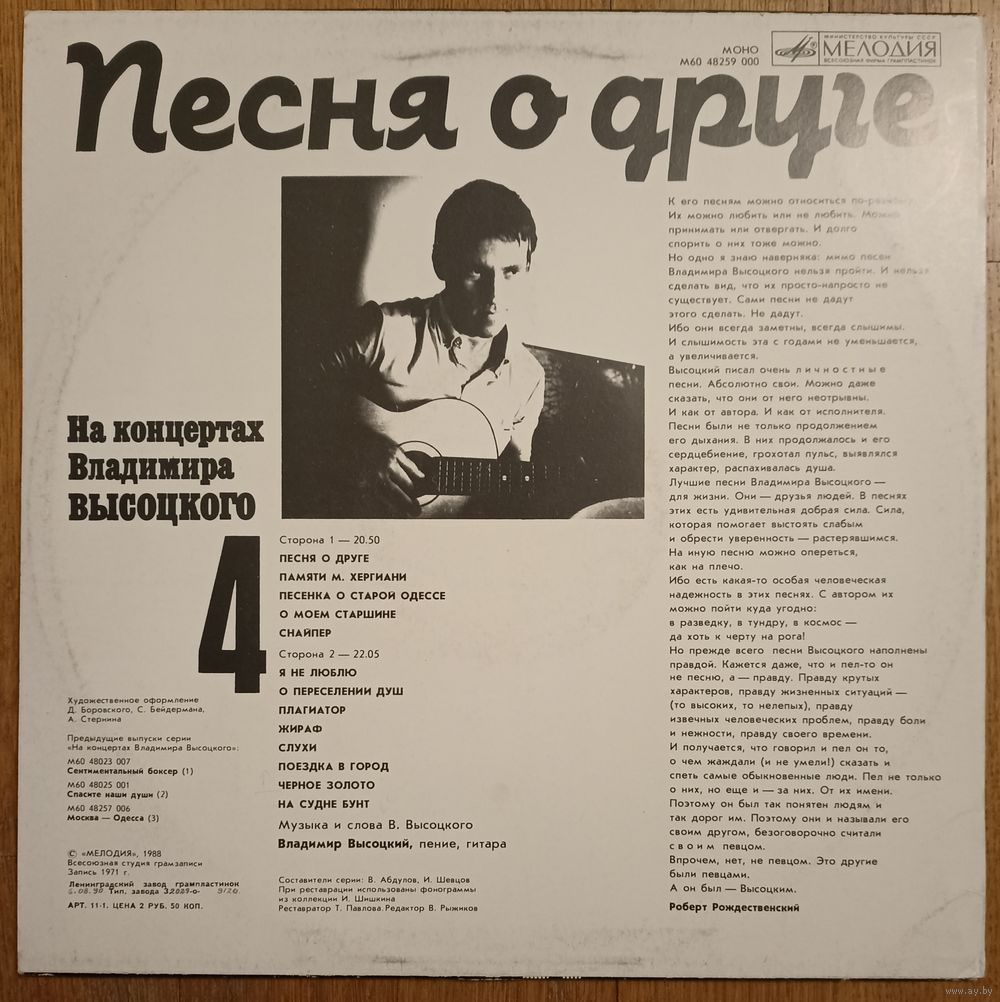 МОНО
М60 48259 000
МИНИСТЕРСТВО КУЛЬТУРЫ СССР
МЕЛОДИЯ
ВСЕСОЮЗНАЯ ФИРМА ГРАМПЛАСТИНОК
Песня о друге
На концертах
Владимира
ВЫСОЦКОГО
4
Художественное оформление
Д. Боровского, С. Бейдермана,
А. Стернина
Предыдущие выпуски серии
«На концертах Владимира Высоцкого»:
М60 48023 007
Сентиментальный боксер (1)
М60 48025 001
Спасите наши души (2)
М60 48257 006
Москва — Одесса (3)
© «МЕЛОДИЯ», 1988
Всесоюзная студия грамзаписи
Запись 1971 г.
Ленинградский завод грампластинок
Тип. завода
АРТ. 11-1. ЦЕНА 2 РУБ. 50 КОП.
Сторона 1 — 20.50
ПЕСНЯ О ДРУГЕ
ПАМЯТИ М. ХЕРГИАНИ
ПЕСЕНКА О СТАРОЙ ОДЕССЕ
О МОЕМ СТАРШИНЕ
СНАЙПЕР
Сторона 2 — 22.05
Я НЕ ЛЮБЛЮ
О ПЕРЕСЕЛЕНИИ ДУШ
ПЛАГИАТОР
ЖИРАФ
СЛУХИ
ПОЕЗДКА В ГОРОД
ЧЕРНОЕ ЗОЛОТО
НА СУДНЕ БУНТ
Музыка и слова В. Высоцкого
Владимир Высоцкий, пение, гитара
Составители серии: В. Абдулов, И. Шевцов
При реставрации использованы фонограммы
из коллекции И. Шишкина
Реставратор Т. Павлова. Редактор В. Рыжиков
К его песням можно относиться по-разному.
Их можно любить или не любить. Можно
принимать или отвергать. И долго
спорить о них тоже можно.
Но одно я знаю наверняка: мимо песен
Владимира Высоцкого нельзя пройти. И нельзя
сделать вид, что их просто-напросто не
существует. Сами песни не дадут
этого сделать. Не дадут.
Ибо они всегда заметны, всегда слышимы.
И слышимость эта с годами не уменьшается,
а увеличивается.
Высоцкий писал очень личностные
песни. Абсолютно свои. Можно даже
сказать, что они от него неотрывны.
И как от автора. И как от исполнителя.
Песни были не только продолжением
его дыхания. В них продолжалось и его
сердцебиение, грохотал пульс, выявлялся
характер, распахивалась душа.
Лучшие песни Владимира Высоцкого —
для жизни. Они — друзья людей. В песнях
этих есть удивительная добрая сила. Сила,
которая помогает выстоять слабым
и обрести уверенность — растерявшимся.
На иную песню можно опереться,
как на плечо.
Ибо есть какая-то особая человеческая
надежность в этих песнях. С автором их
можно пойти куда угодно:
в разведку, в тундру, в космос —
да хоть к черту на рога!
Но прежде всего песни Высоцкого наполнены
правдой. Кажется даже, что и пел-то он
не песню, а — правду. Правду крутых
характеров, правду жизненных ситуаций —
(то высоких, то нелепых), правду
извечных человеческих проблем, правду боли
и нежности, правду своего времени.
И получается, что говорил и пел он то,
о чем жаждали (и не умели!) сказать и
спеть самые обыкновенные люди. Пел не только
о них, но еще и — за них. От их имени.
Поэтому он был так понятен людям и
так дорог им. Поэтому они и называли его
своим другом, безоговорочно считали
своим певцом.
Впрочем, нет, не певцом. Это другие
были певцами.
А он был — Высоцким.
Роберт Рождественский
www.ay.by